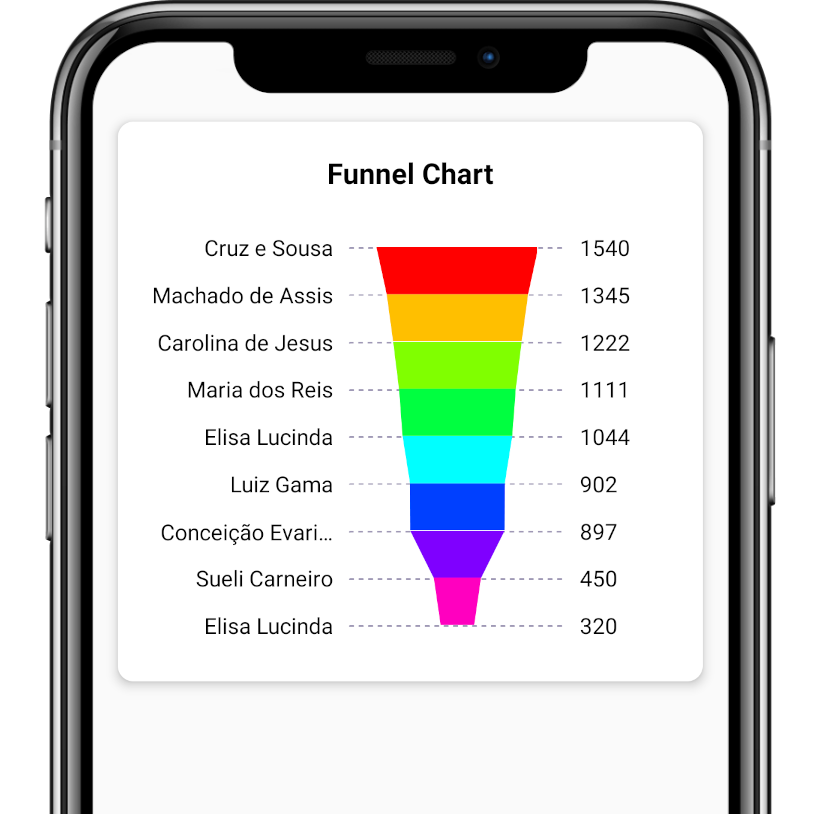 Funnel Chart
Cruz e Sousa 1540
Machado de Assis 1345
Carolina de Jesus 1222
Maria dos Reis 1111
Elisa Lucinda 1044
Luiz Gama 902
Conceição Evari... 897
Sueli Carneiro 450
Elisa Lucinda 320